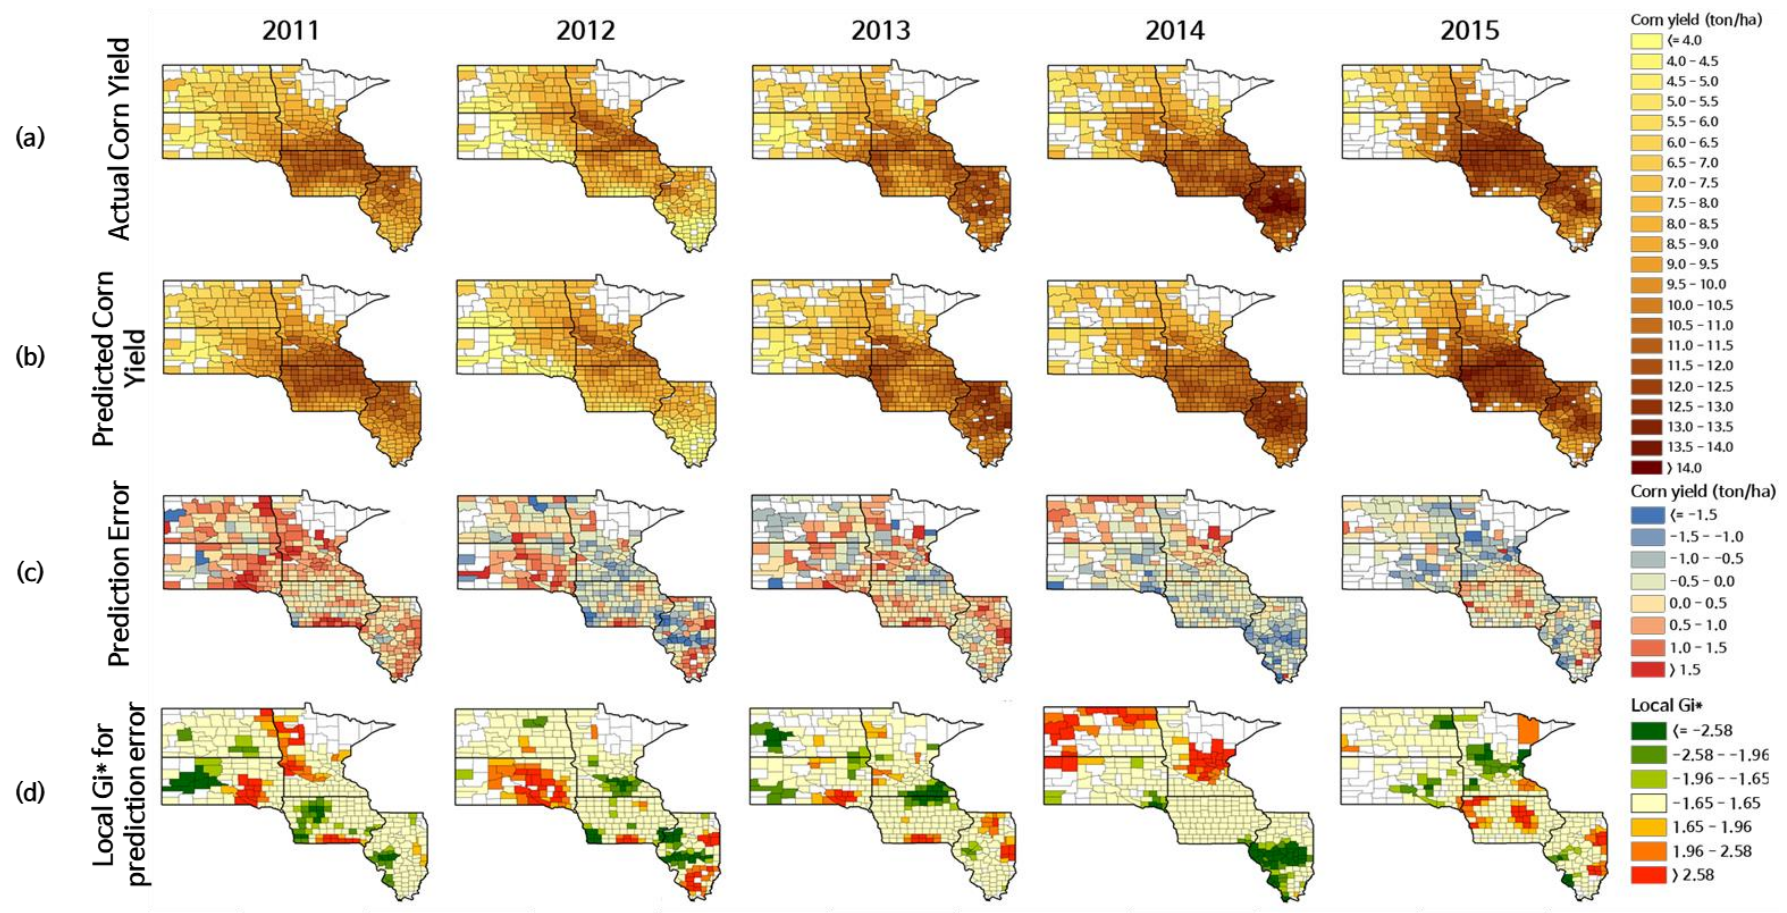 2011
2012
2013
2014
2015
(a)
Actual Corn Yield
(b)
Predicted Corn
Yield
(c)
Prediction Error
(d)
Local Gi* for
prediction error
Corn yield (ton/ha)
<= 4.0
4.0 – 4.5
4.5 – 5.0
5.0 – 5.5
5.5 – 6.0
6.0 – 6.5
6.5 – 7.0
7.0 – 7.5
7.5 – 8.0
8.0 – 8.5
8.5 – 9.0
9.0 – 9.5
9.5 – 10.0
10.0 – 10.5
10.5 – 11.0
11.0 – 11.5
11.5 – 12.0
12.0 – 12.5
12.5 – 13.0
13.0 – 13.5
13.5 – 14.0
> 14.0
Corn yield (ton/ha)
<= −1.5
−1.5 – −1.0
−1.0 – −0.5
−0.5 – 0.0
0.0 – 0.5
0.5 – 1.0
1.0 – 1.5
> 1.5
Local Gi*
<= −2.58
−2.58 – −1.96
−1.96 – −1.65
−1.65 – 1.65
1.65 – 1.96
1.96 – 2.58
> 2.58